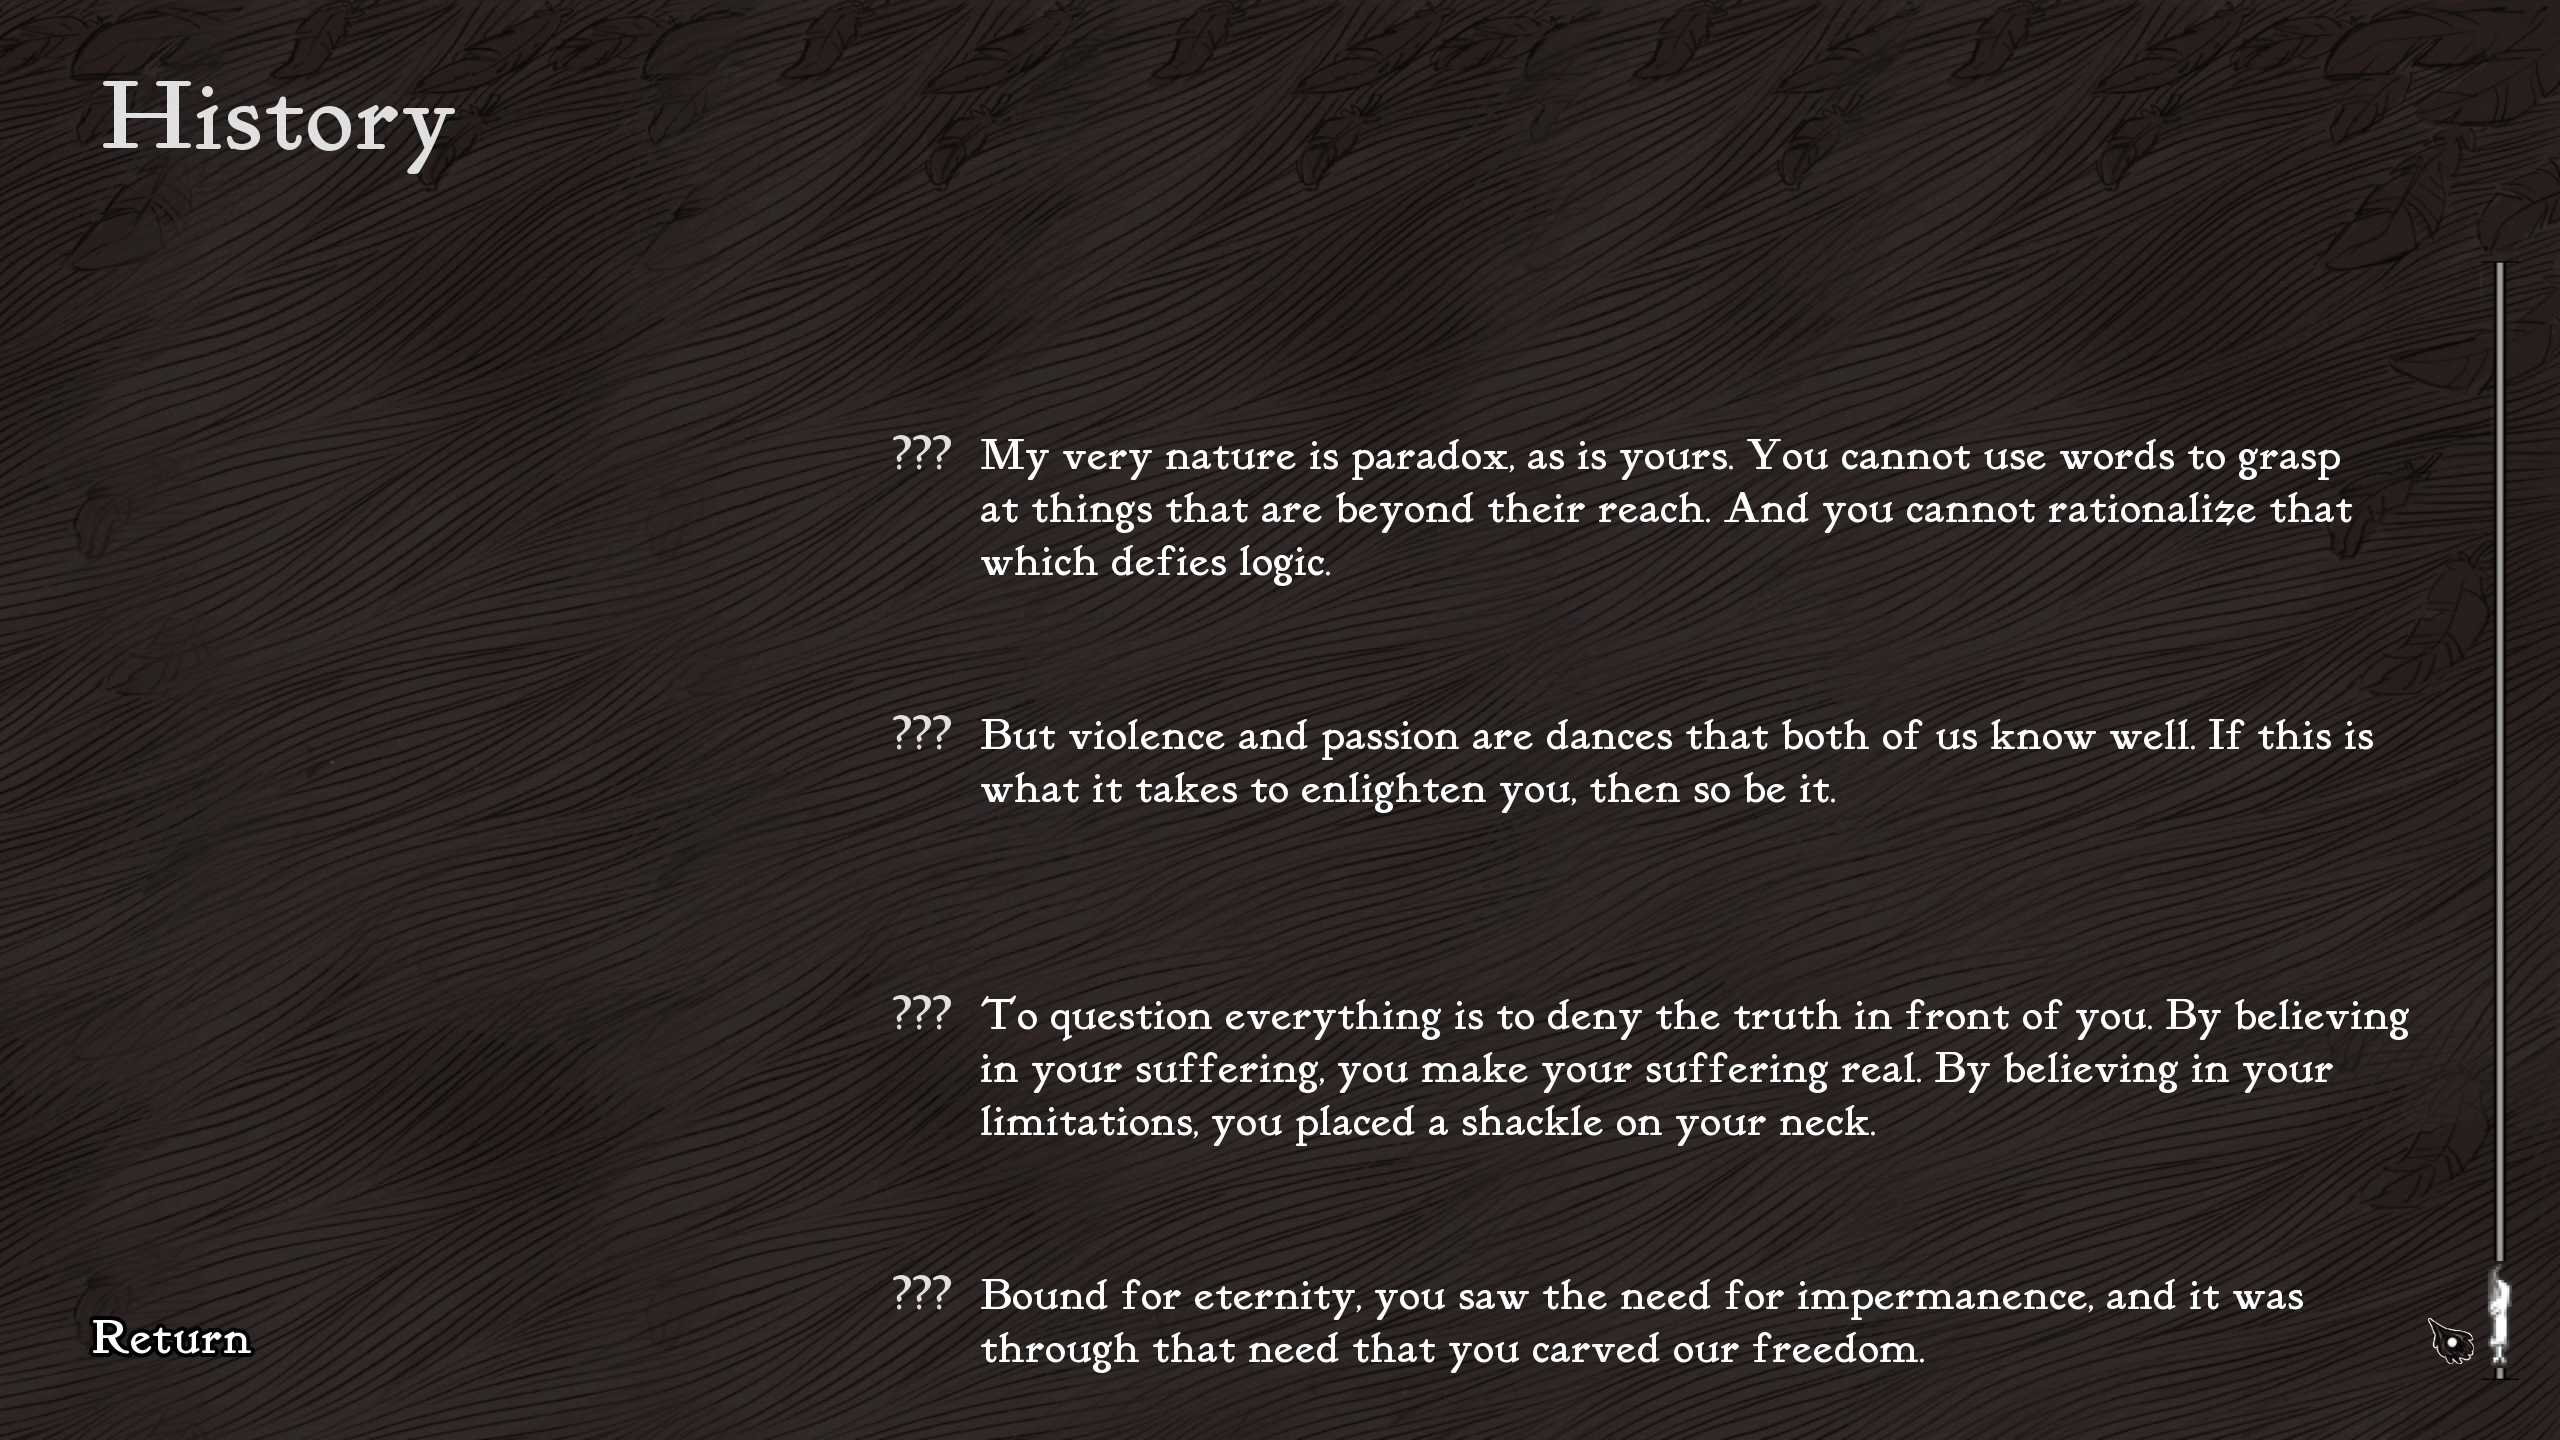 History
??? My very nature is paradox, as is yours. You cannot use words to grasp
at things that are beyond their reach. And you cannot rationalize that
which defies logic.
??? But violence and passion are dances that both of us know well. If this is
what it takes to enlighten you, then so be it.
??? To question everything is to deny the truth in front of you. By believing
in your suffering, you make your suffering real. By believing in your
limitations, you placed a shackle on your neck.
??? Bound for eternity, you saw the need for impermanence, and it was
through that need that you carved our freedom.
Return